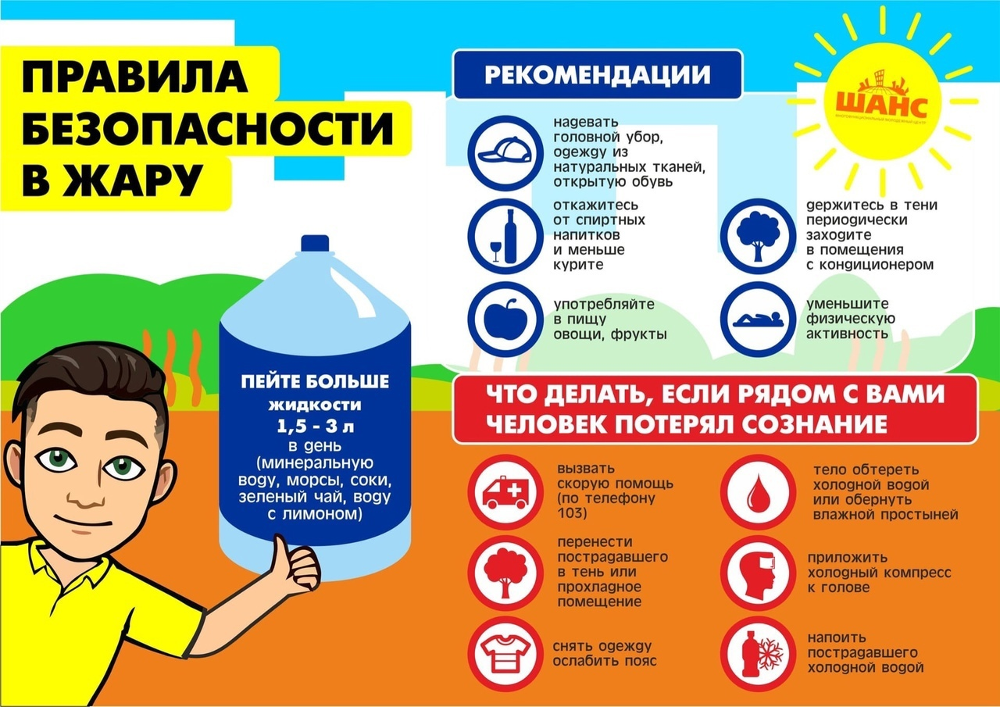 ПРАВИЛА
БЕЗОПАСНОСТИ
В ЖАРУ
ПЕЙТЕ БОЛЬШЕ
жидкости
1,5 - 3 л
в день
(минеральную
воду, морсы, соки,
зеленый чай, воду
с лимоном)
РЕКОМЕНДАЦИИ
ШАНС
МНОГОФУНКЦИОНАЛЬНЫЙ МОЛОДЕЖНЫЙ ЦЕНТР
надевать
головной убор,
одежду из
натуральных тканей,
открытую обувь
откажитесь
от спиртных
напитков
и меньше
курите
держитесь в тени
периодически
заходите
в помещения
с кондиционером
употребляйте
в пищу
овощи, фрукты
уменьшите
физическую
активность
ЧТО ДЕЛАТЬ, ЕСЛИ РЯДОМ С ВАМИ
ЧЕЛОВЕК ПОТЕРЯЛ СОЗНАНИЕ
вызвать
скорую помощь
(по телефону
103)
тело обтереть
холодной водой
или обернуть
влажной простыней
перенести
пострадавшего
в тень или
прохладное
помещение
приложить
холодный компресс
к голове
снять одежду
ослабить пояс
напоить
пострадавшего
холодной водой